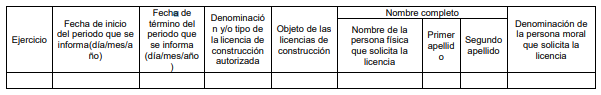 Ejercicio
Fecha de inicio
del periodo que se
informa(día/mes/a
ño)
Fecha de
término del
periodo que
se informa
(día/mes/año
)
Denominació
n y/o tipo de
la licencia de
construcción
autorizada
Objeto de las
licencias de
construcción
Nombre completo
Nombre de la
persona física
que solicita la
licencia
Primer
apellid
o
Segundo
apellido
Denominación de
la persona moral
que solicita la
licencia